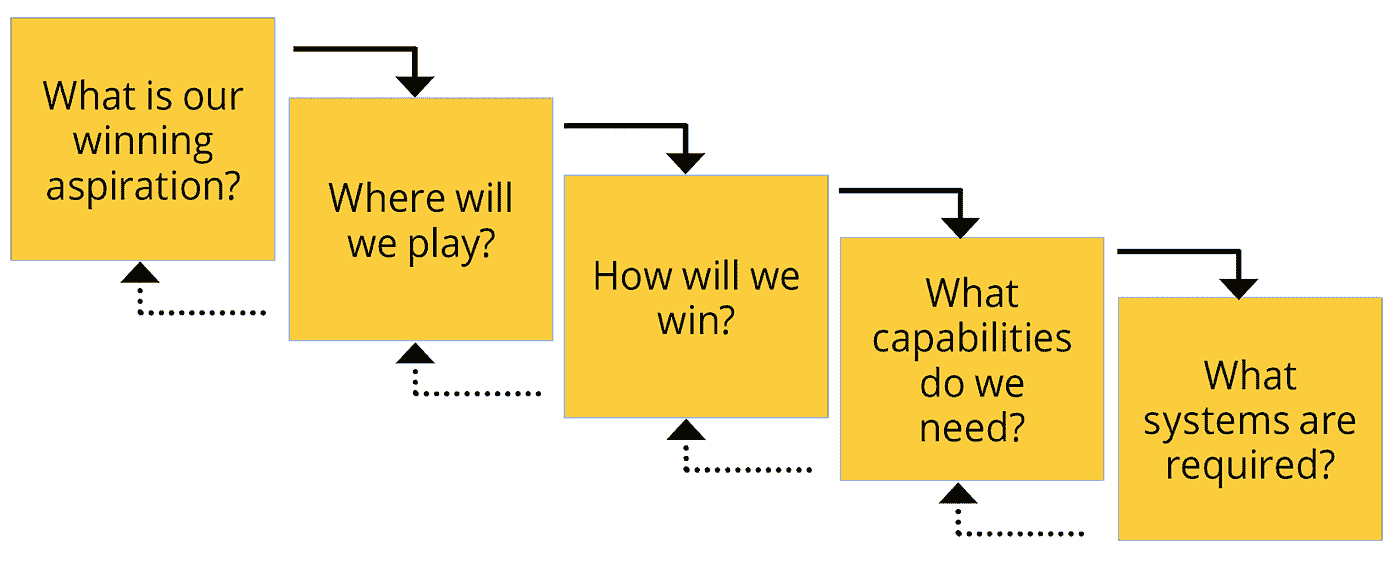 What is our
winning
aspiration?
Where will
we play?
How will we
win?
What
capabilities
do we
need?
What
systems are
required?